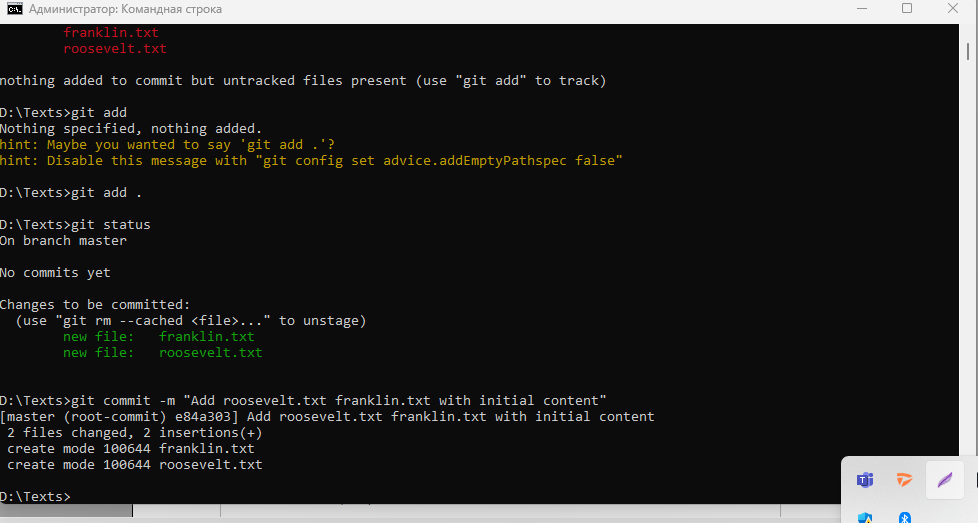 Администратор: Командная строка
franklin.txt
roosevelt.txt
nothing added to commit but untracked files present (use "git add" to track)
D:\Texts>git add
Nothing specified, nothing added.
hint: Maybe you wanted to say 'git add .'?
hint: Disable this message with "git config set advice.addEmptyPathspec false"
D:\Texts>git add .
D:\Texts>git status
On branch master
No commits yet
Changes to be committed:
(use "git rm --cached <file>..." to unstage)
new file: franklin.txt
new file: roosevelt.txt
D:\Texts>git commit -m "Add roosevelt.txt franklin.txt with initial content"
[master (root-commit) e84a303] Add roosevelt.txt franklin.txt with initial content
2 files changed, 2 insertions(+)
create mode 100644 franklin.txt
create mode 100644 roosevelt.txt
D:\Texts>